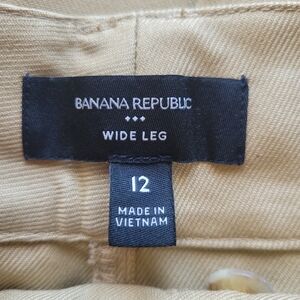 BANANA REPUBLIC
WIDE LEG
12
MADE IN
VIETNAM